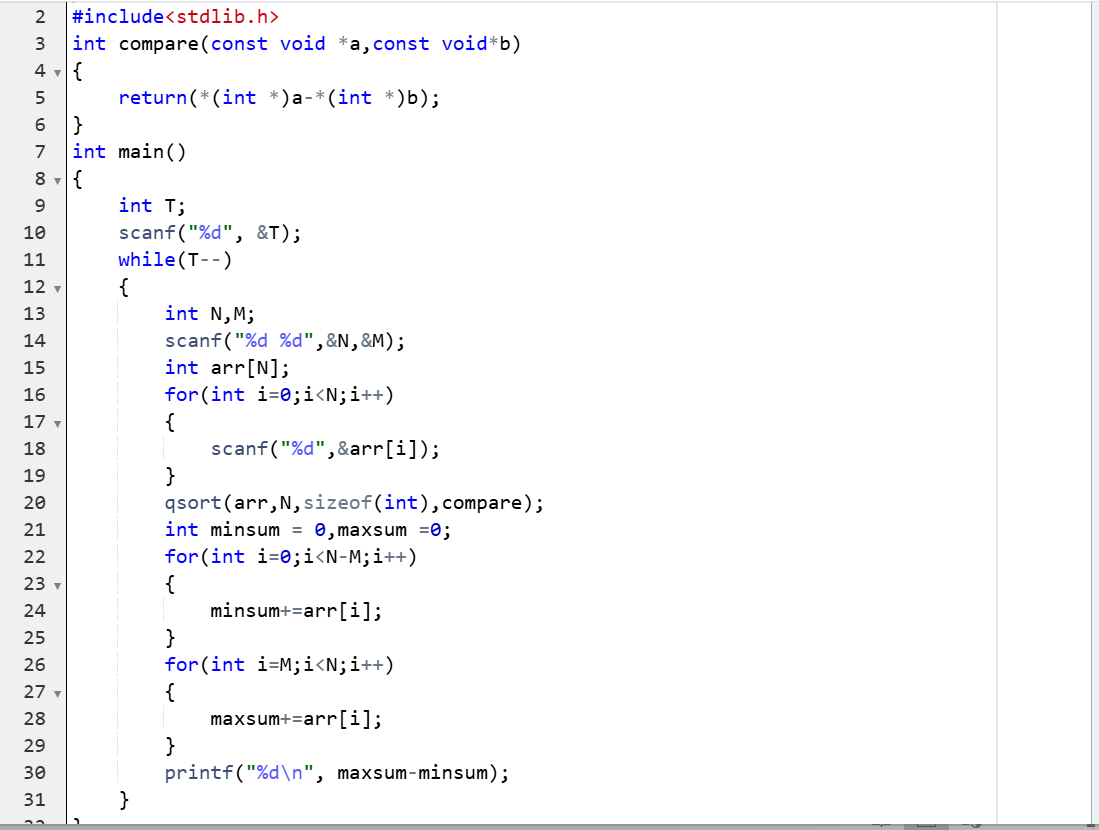 2 #include<stdlib.h>
3 int compare(const void *a,const void*b)
4 {
5     return(*(int *)a-*(int *)b);
6 }
7 int main()
8 {
9     int T;
10     scanf("%d", &T);
11     while(T--)
12     {
13         int N,M;
14         scanf("%d %d",&N,&M);
15         int arr[N];
16         for(int i=0;i<N;i++)
17         {
18             scanf("%d",&arr[i]);
19         }
20         qsort(arr,N,sizeof(int),compare);
21         int minsum = 0,maxsum =0;
22         for(int i=0;i<N-M;i++)
23         {
24             minsum+=arr[i];
25         }
26         for(int i=M;i<N;i++)
27         {
28             maxsum+=arr[i];
29         }
30         printf("%d\n", maxsum-minsum);
31     }